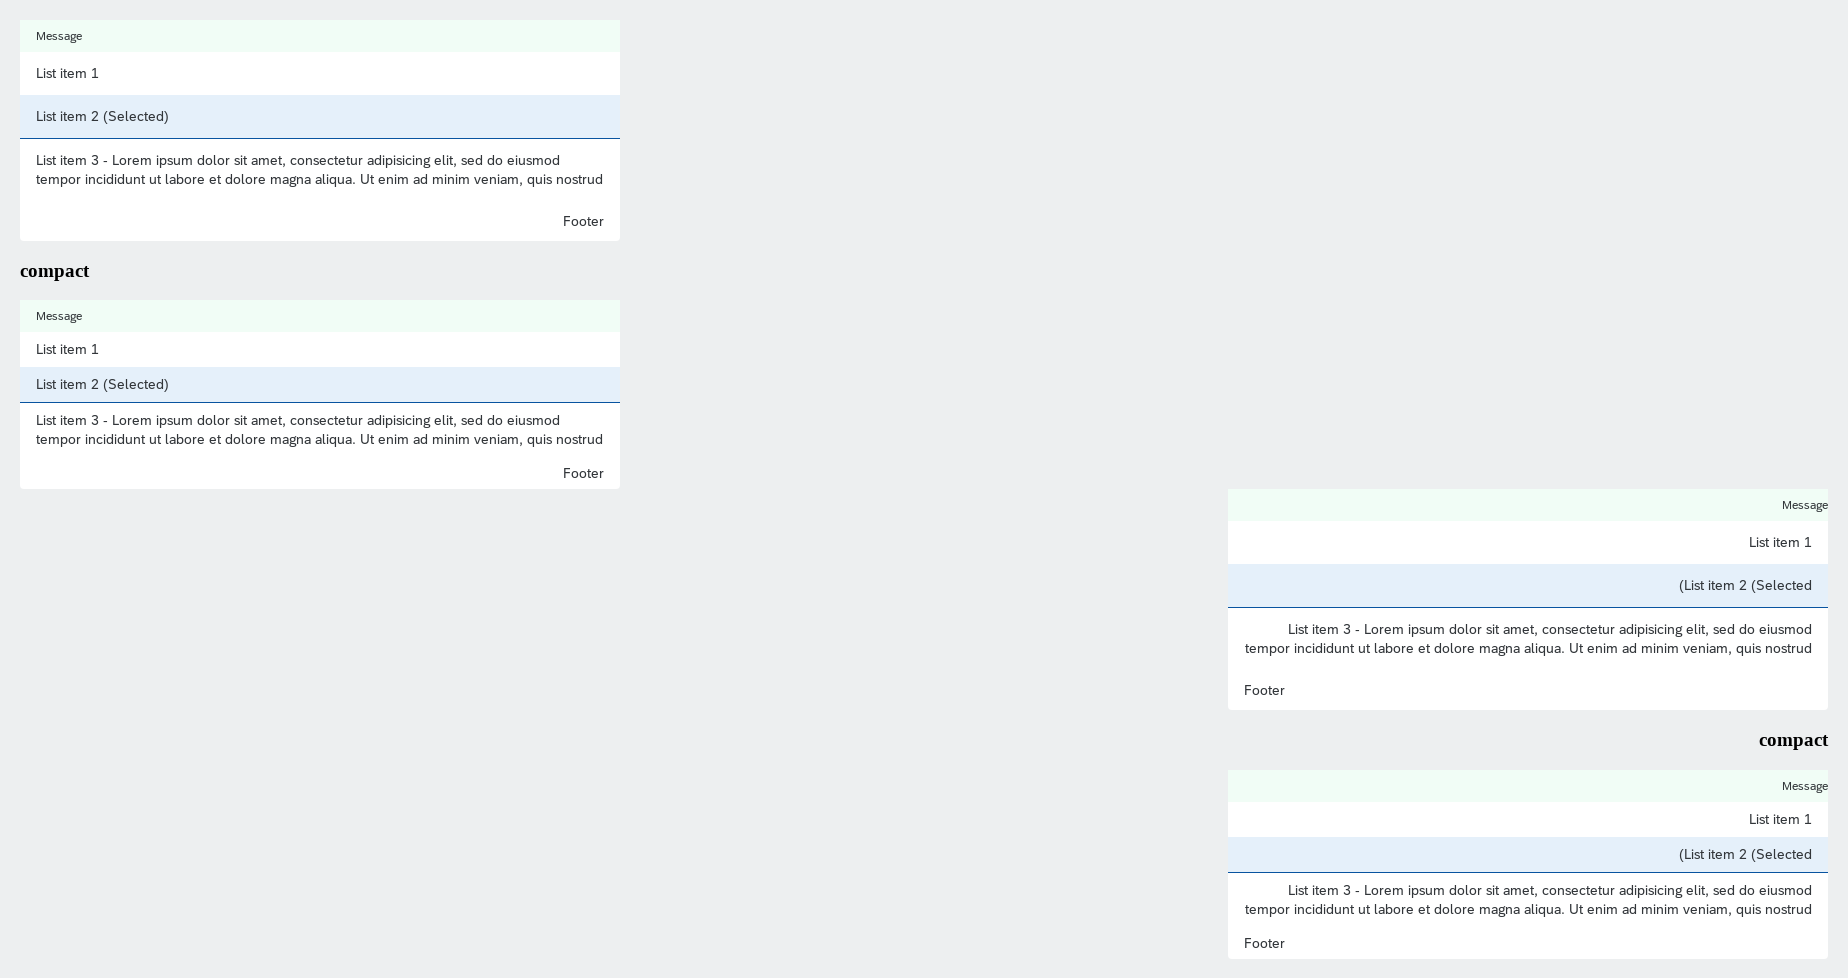 Message
List item 1
List item 2 (Selected)
List item 3 - Lorem ipsum dolor sit amet, consectetur adipisicing elit, sed do eiusmod
tempor incididunt ut labore et dolore magna aliqua. Ut enim ad minim veniam, quis nostrud
Footer
compact
Message
List item 1
List item 2 (Selected)
List item 3 - Lorem ipsum dolor sit amet, consectetur adipisicing elit, sed do eiusmod
tempor incididunt ut labore et dolore magna aliqua. Ut enim ad minim veniam, quis nostrud
Footer
Message
List item 1
(List item 2 (Selected
List item 3 - Lorem ipsum dolor sit amet, consectetur adipisicing elit, sed do eiusmod
tempor incididunt ut labore et dolore magna aliqua. Ut enim ad minim veniam, quis nostrud
Footer
compact
Message
List item 1
(List item 2 (Selected
List item 3 - Lorem ipsum dolor sit amet, consectetur adipisicing elit, sed do eiusmod
tempor incididunt ut labore et dolore magna aliqua. Ut enim ad minim veniam, quis nostrud
Footer